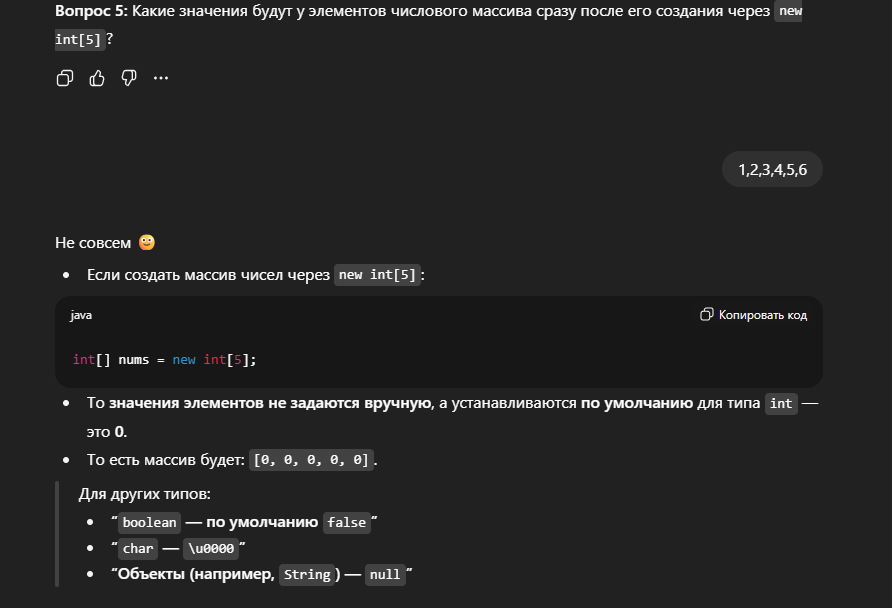 Вопрос 5: Какие значения будут у элементов числового массива сразу после его создания через new
int[5]?
1,2,3,4,5,6
Не совсем
Если создать массив чисел через new int[5]:
java
Копировать код
int[] nums = new int[5];
То значения элементов не задаются вручную, а устанавливаются по умолчанию для типа int —
это 0.
То есть массив будет: [0, 0, 0, 0, 0].
Для других типов:
"boolean — по умолчанию false"
"char — \u0000"
"Объекты (например, String) — null"